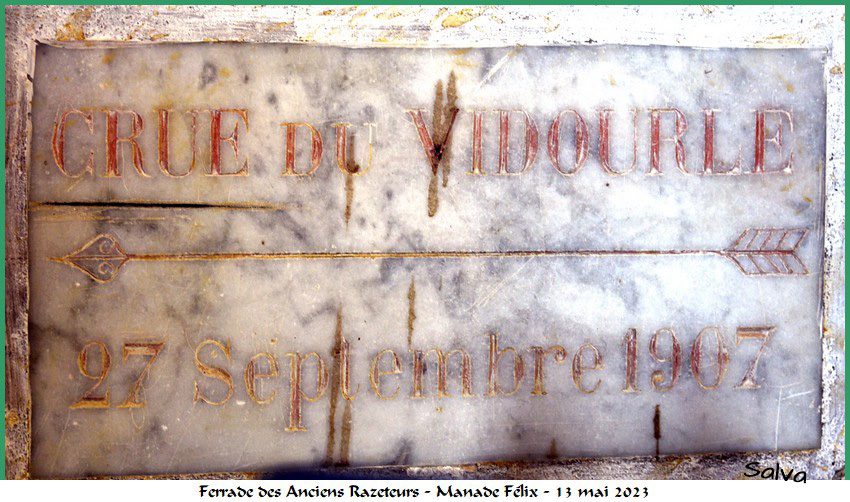 CRUE DU VIDOURLE
27 Septembre 1907
Salva
Ferrade des Anciens Razeteurs - Manade Félix - 13 mai 2023